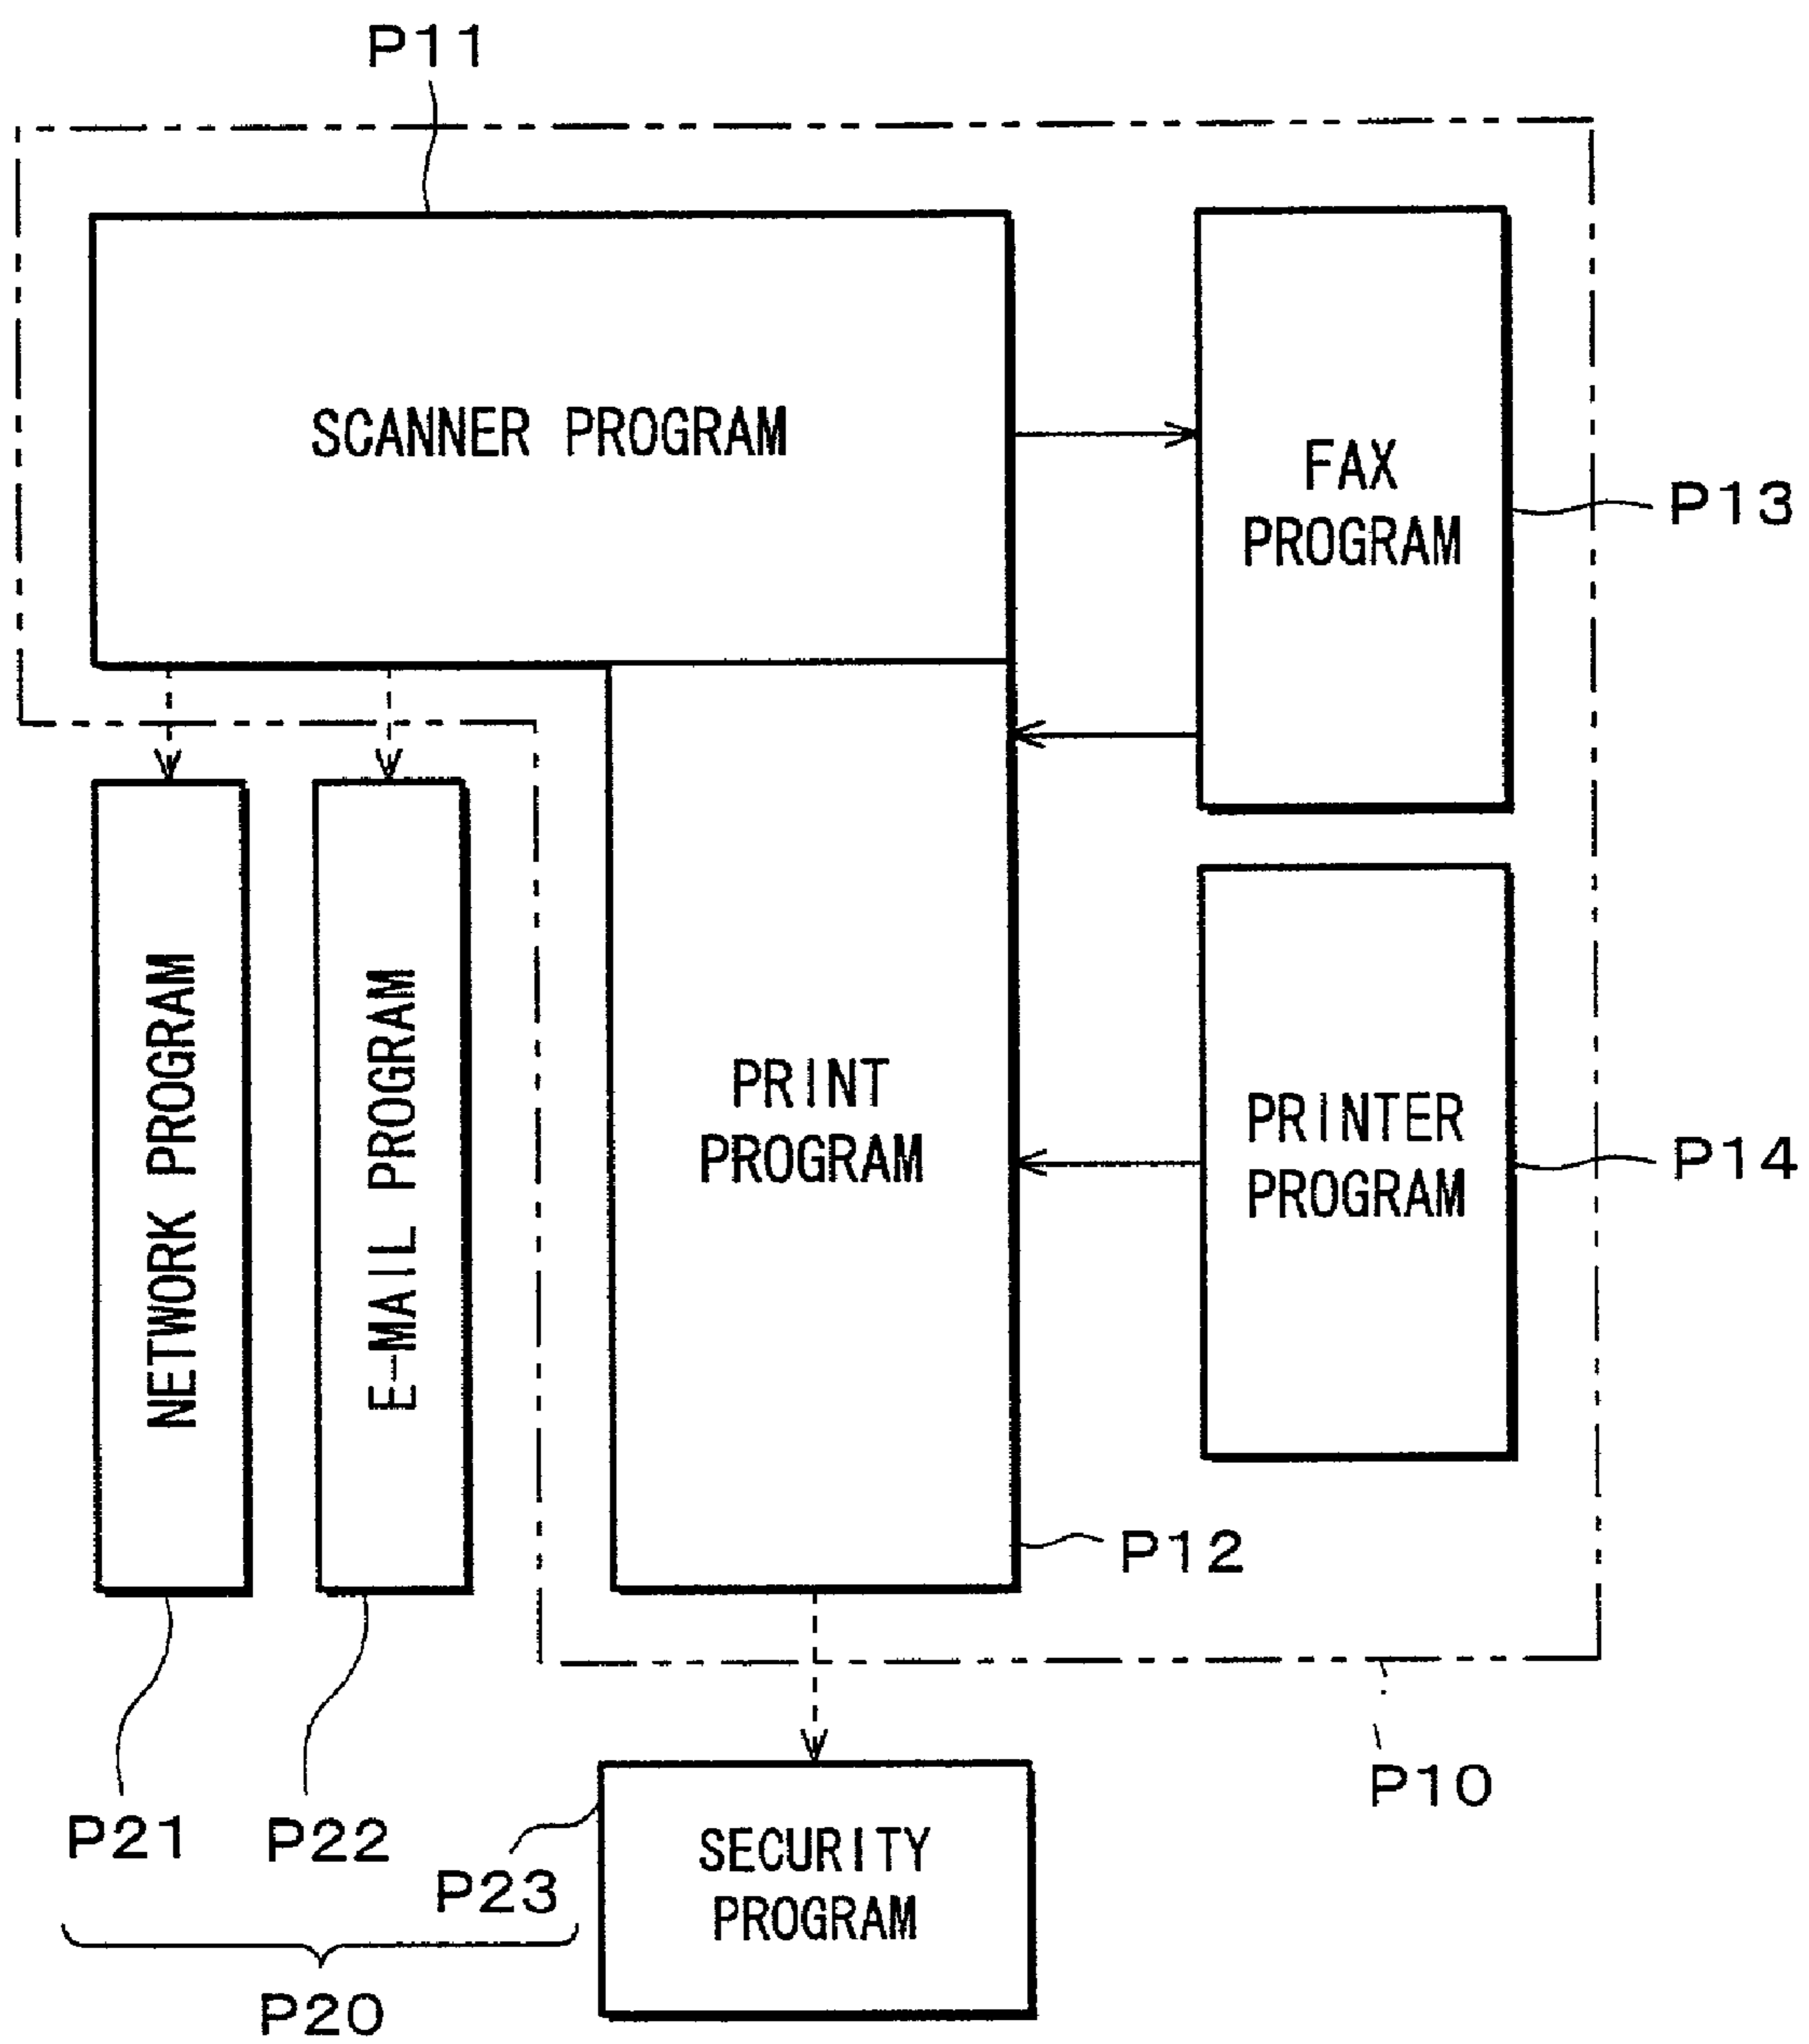 P11
SCANNER PROGRAM
FAX
PROGRAM
P13
NETWORK PROGRAM
E-MAIL PROGRAM
PRINT
PROGRAM
PRINTER
PROGRAM
P14
P12
P10
P21
P22
P23
SECURITY
PROGRAM
P20